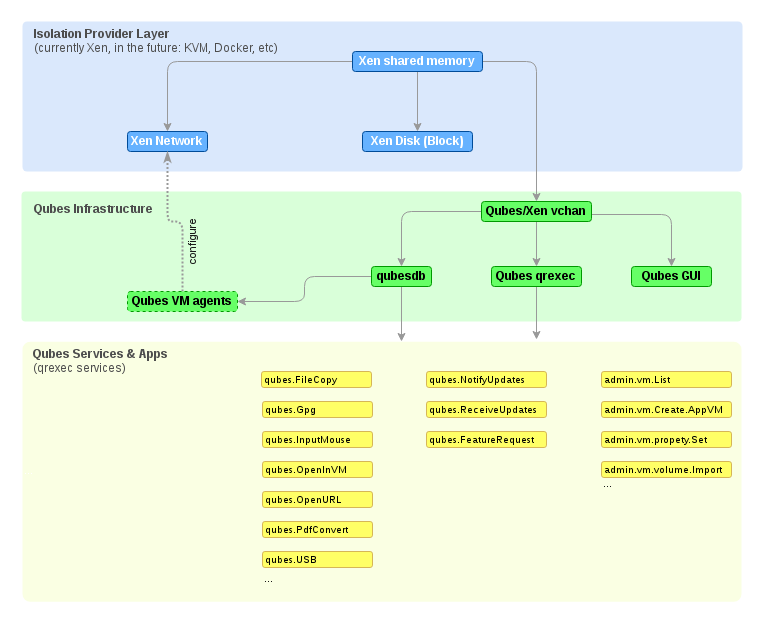 Isolation Provider Layer
(currently Xen, in the future: KVM, Docker, etc)
Xen shared memory
Xen Network
Xen Disk (Block)
Qubes Infrastructure
Qubes/Xen vchan
configure
qubesdb
Qubes qrexec
Qubes GUI
Qubes VM agents
Qubes Services & Apps
(qrexec services)
qubes.FileCopy
qubes.Gpg
qubes.InputMouse
qubes.OpenInVM
qubes.OpenURL
qubes.PdfConvert
qubes.USB
...
qubes.NotifyUpdates
qubes.ReceiveUpdates
qubes.FeatureRequest
admin.vm.List
admin.vm.Create.AppVM
admin.vm.propety.Set
admin.vm.volume.Import
...